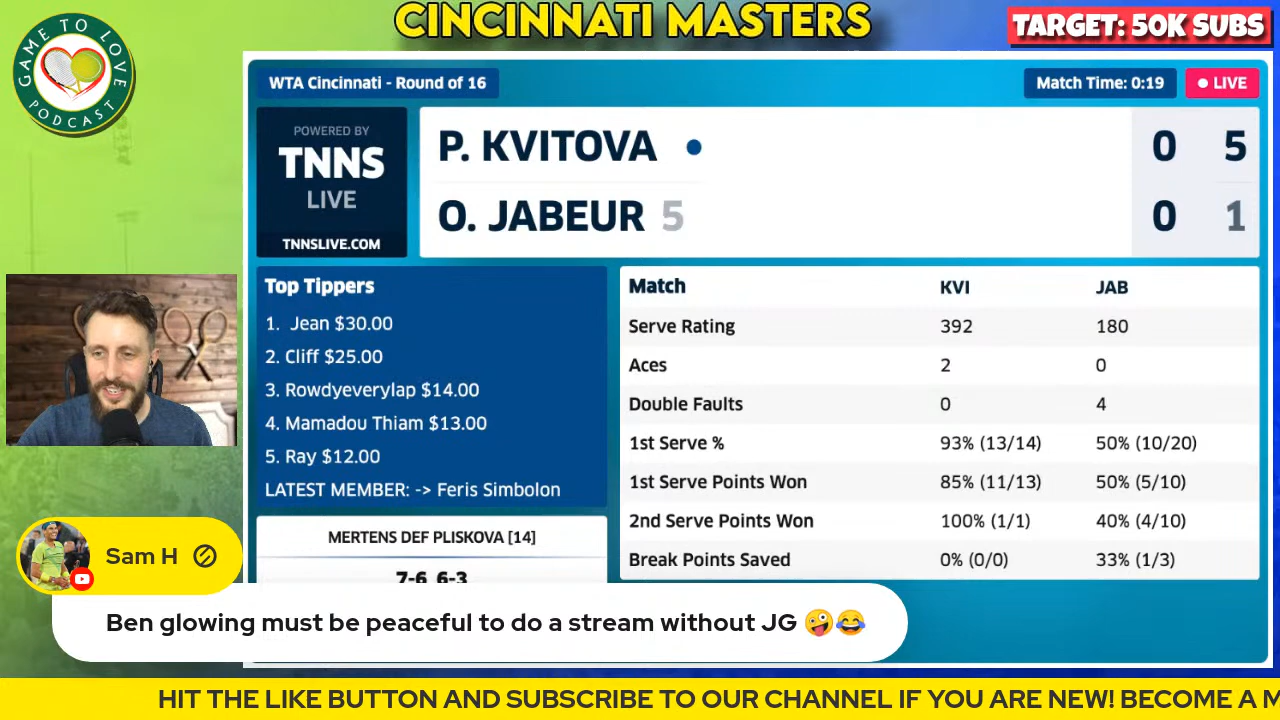 GAME TO LOVE
PODCAST
CINCINNATI MASTERS
TARGET: 50K SUBS
WTA Cincinnati - Round of 16
Match Time: 0:19
LIVE
POWERED BY
TNNS
LIVE
TNNSLIVE.COM
P. KVITOVA 0 5
O. JABEUR 5 0 1
Top Tippers
1. Jean $30.00
2. Cliff $25.00
3. Rowdyeverylap $14.00
4. Mamadou Thiam $13.00
5. Ray $12.00
LATEST MEMBER: -> Feris Simbolon
MERTENS DEF PLISKOVA [14]
7-6 6-3
Match KVI JAB
Serve Rating 392 180
Aces 2 0
Double Faults 0 4
1st Serve % 93% (13/14) 50% (10/20)
1st Serve Points Won 85% (11/13) 50% (5/10)
2nd Serve Points Won 100% (1/1) 40% (4/10)
Break Points Saved 0% (0/0) 33% (1/3)
Sam H
Ben glowing must be peaceful to do a stream without JG 🤪😂
HIT THE LIKE BUTTON AND SUBSCRIBE TO OUR CHANNEL IF YOU ARE NEW! BECOME A M